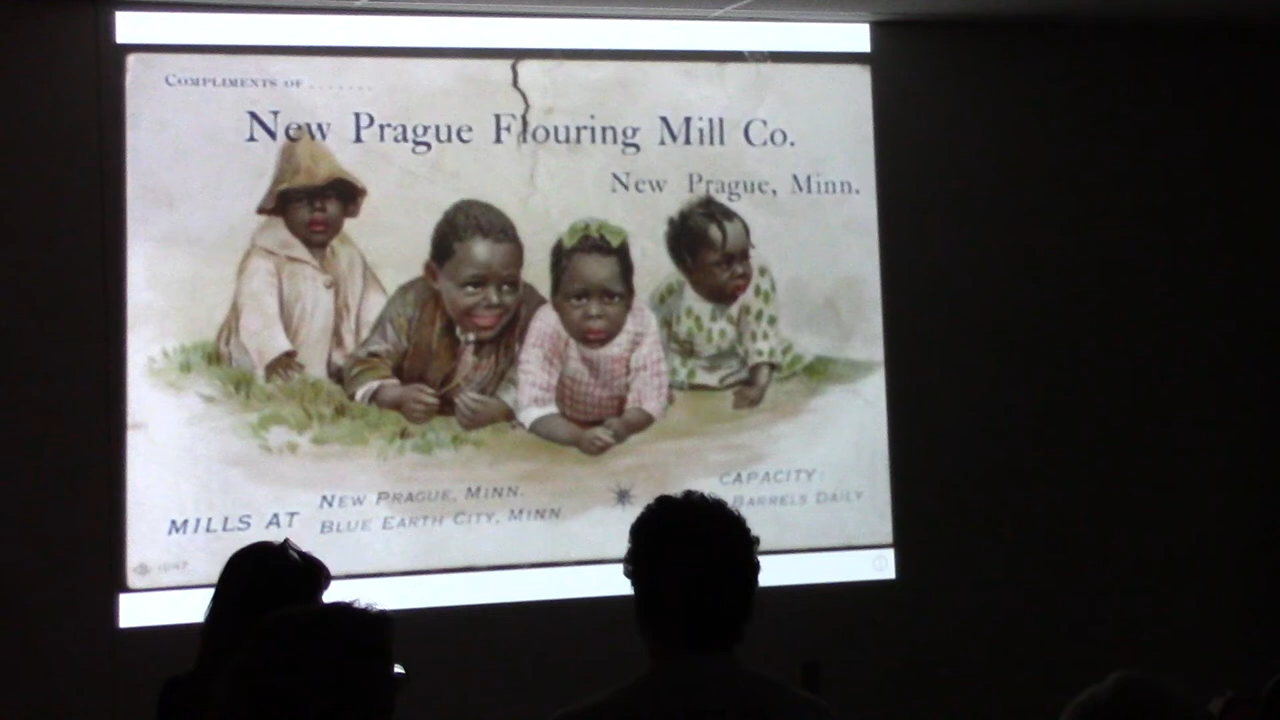 COMPLIMENTS OF .......
New Prague Flouring Mill Co.
New Prague, Minn.
MILLS AT
NEW PRAGUE, MINN.
BLUE EARTH CITY, MINN
CAPACITY:
BARRELS DAILY